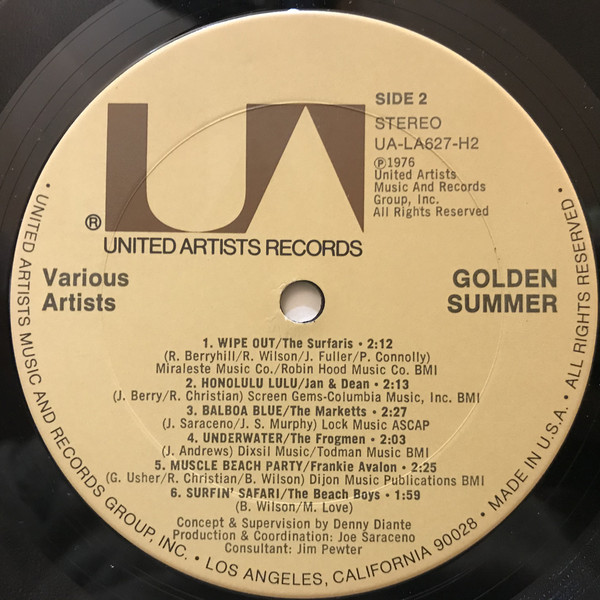 SIDE 2
STEREO
UA-LA627-H2
℗1976
United Artists
Music And Records
Group, Inc.
All Rights Reserved
UA
®
UNITED ARTISTS RECORDS
Various
Artists
GOLDEN
SUMMER
1. WIPE OUT/The Surfaris • 2:12
(R. Berryhill/R. Wilson/J. Fuller/P. Connolly)
Miraleste Music Co./Robin Hood Music Co. BMI
2. HONOLULU LULU/Jan & Dean • 2:13
(J. Berry/R. Christian) Screen Gems-Columbia Music, Inc. BMI
3. BALBOA BLUE/The Marketts • 2:27
(J. Saraceno/J. S. Murphy) Lock Music ASCAP
4. UNDERWATER/The Frogmen • 2:03
(J. Andrews) Dixsil Music/Todman Music BMI
5. MUSCLE BEACH PARTY/Frankie Avalon • 2:25
(G. Usher/R. Christian/B. Wilson) Dijon Music Publications BMI
6. SURFIN' SAFARI/The Beach Boys • 1:59
(B. Wilson/M. Love)
Concept & Supervision by Denny Diante
Production & Coordination: Joe Saraceno
Consultant: Jim Pewter
• UNITED ARTISTS MUSIC AND RECORDS GROUP, INC. • LOS ANGELES, CALIFORNIA 90028 • MADE IN U.S.A. • ALL RIGHTS RESERVED •